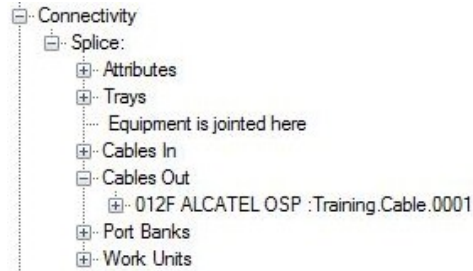 Connectivity
Splice:
Attributes
Trays
Equipment is jointed here
Cables In
Cables Out
012F ALCATEL OSP :Training.Cable.0001
Port Banks
Work Units